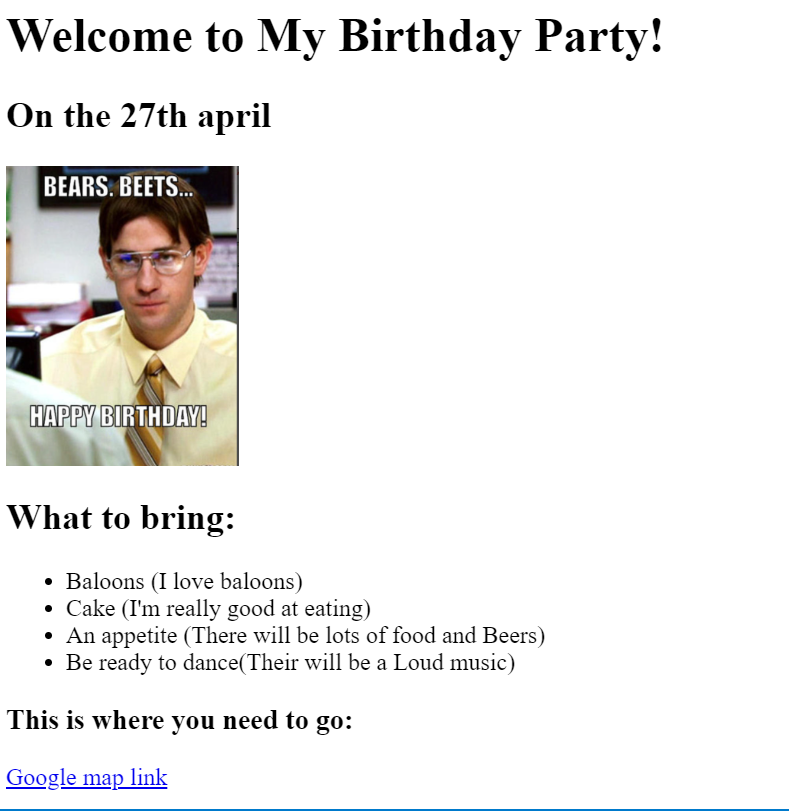 Welcome to My Birthday Party!
On the 27th april
BEARS. BEETS...
HAPPY BIRTHDAY!
What to bring:
Baloons (I love baloons)
Cake (I'm really good at eating)
An appetite (There will be lots of food and Beers)
Be ready to dance(Their will be a Loud music)
This is where you need to go:
Google map link